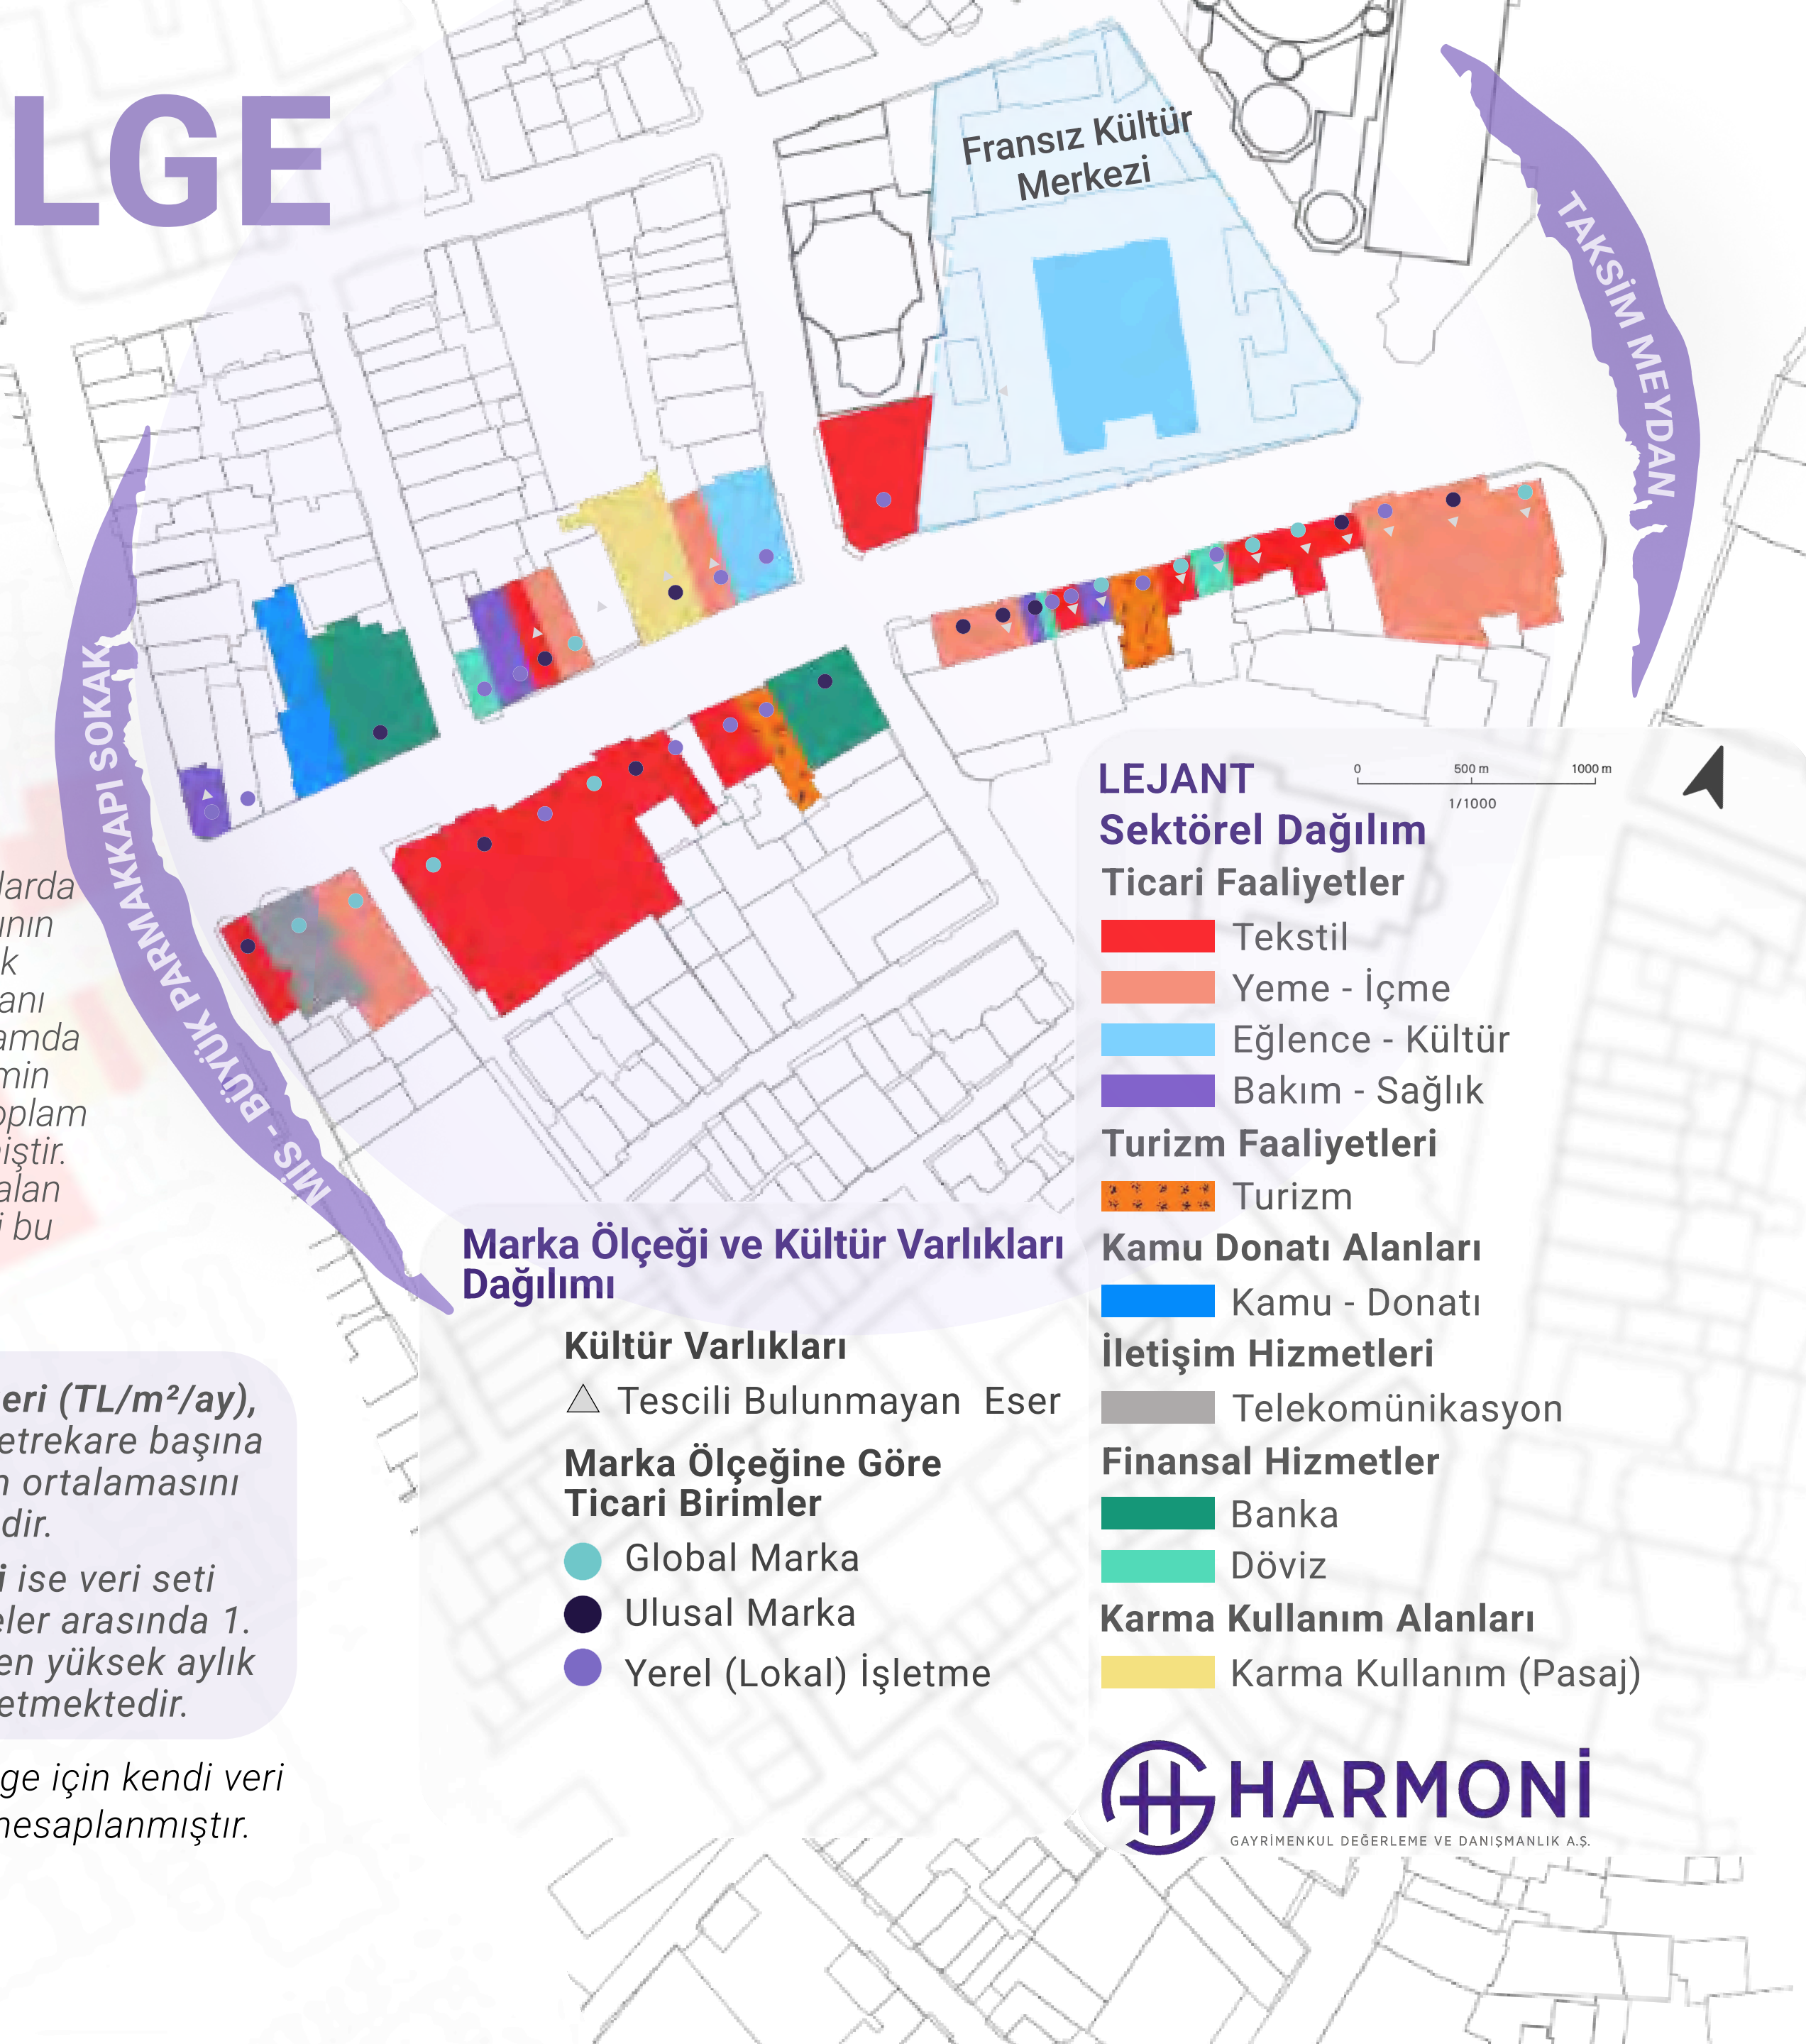 LGE
Fransız Kültür
Merkezi
TAKSİM MEYDAN
MİS - BÜYÜK PARMAKKAPI SOKAK
larda
k
anı
amda
min
oplam
iştir.
alan
i bu
eri (TL/m²/ay),
etrekare başına
n ortalamasını
dir.
i ise veri seti
eler arasında 1.
en yüksek aylık
etmektedir.
ge için kendi veri
hesaplanmıştır.
Marka Ölçeği ve Kültür Varlıkları
Dağılımı
Kültür Varlıkları
Tescili Bulunmayan Eser
Marka Ölçeğine Göre
Ticari Birimler
Global Marka
Ulusal Marka
Yerel (Lokal) İşletme
LEJANT
0 500 m 1000 m
1/1000
Sektörel Dağılım
Ticari Faaliyetler
Tekstil
Yeme - İçme
Eğlence - Kültür
Bakım - Sağlık
Turizm Faaliyetleri
Turizm
Kamu Donatı Alanları
Kamu - Donatı
İletişim Hizmetleri
Telekomünikasyon
Finansal Hizmetler
Banka
Döviz
Karma Kullanım Alanları
Karma Kullanım (Pasaj)
HARMONİ
GAYRİMENKUL DEĞERLEME VE DANIŞMANLIK A.Ş.